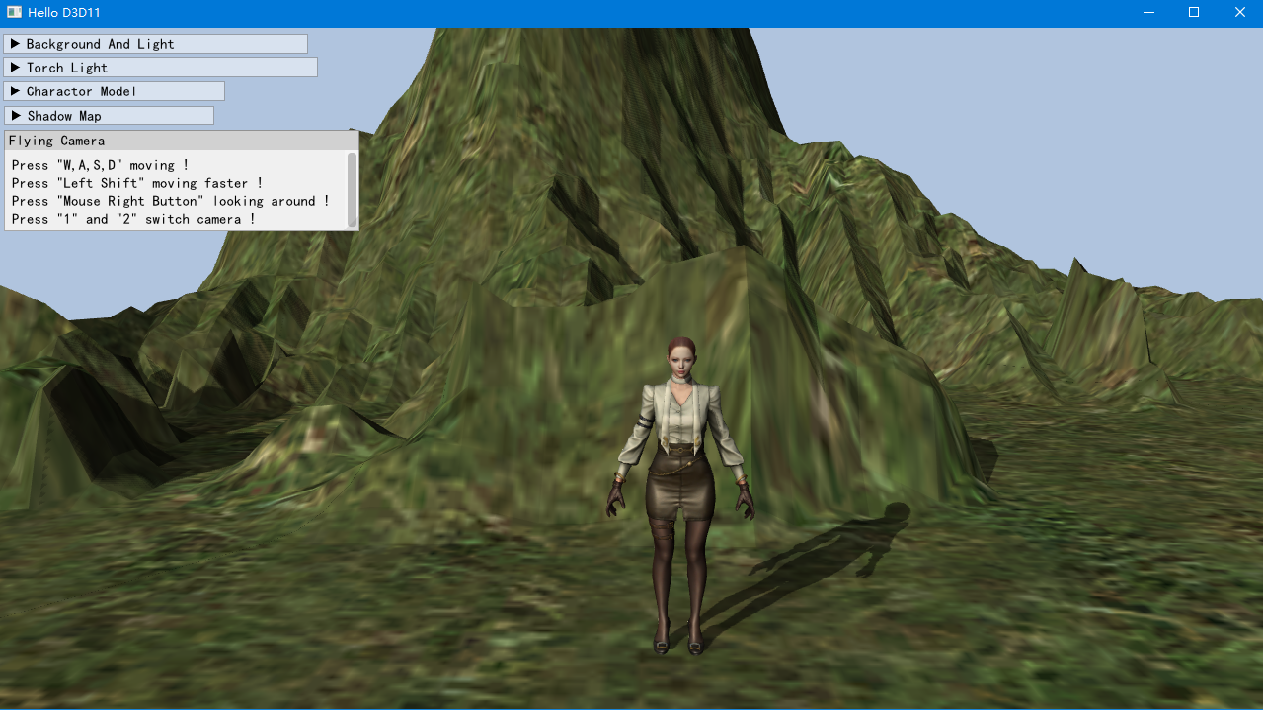 Hello D3D11
Background And Light
Torch Light
Charactor Model
Shadow Map
Flying Camera
Press "W,A,S,D' moving !
Press "Left Shift" moving faster !
Press "Mouse Right Button" looking around !
Press "1" and '2" switch camera !